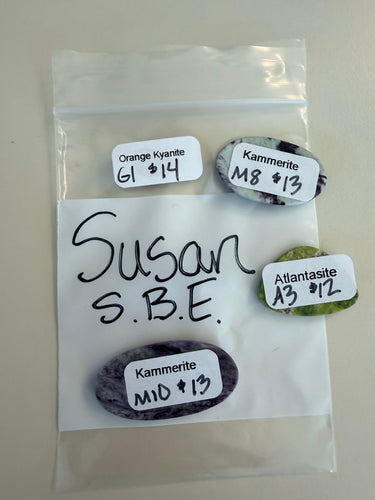 Orange Kyanite
G1 $14
Kammerite
M8 $13
Susan
S.B.E.
Atlantasite
A3 $12
Kammerite
M10 $13